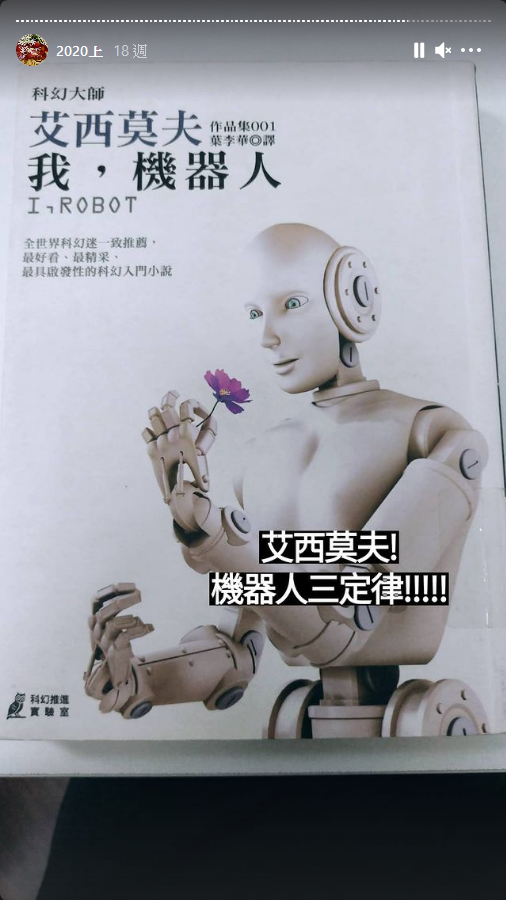 2020上 18 週
科幻大師
艾西莫夫 作品集001
葉李華◎譯
我，機器人
I,ROBOT
全世界科幻迷一致推薦，
最好看、最精采、
最具啟發性的科幻入門小說
艾西莫夫!
機器人三定律!!!!!
科幻推進
實驗室